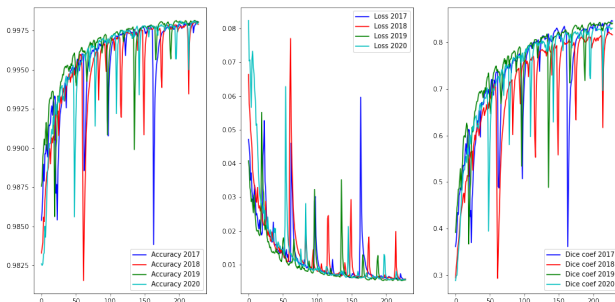 0.9975
0.9950
0.9925
0.9900
0.9875
0.9850
0.9825
0 50 100 150 200
Accuracy 2017
Accuracy 2018
Accuracy 2019
Accuracy 2020
0.08
0.07
0.06
0.05
0.04
0.03
0.02
0.01
0 50 100 150 200
Loss 2017
Loss 2018
Loss 2019
Loss 2020
0.8
0.7
0.6
0.5
0.4
0.3
0 50 100 150 200
Dice coef 2017
Dice coef 2018
Dice coef 2019
Dice coef 2020